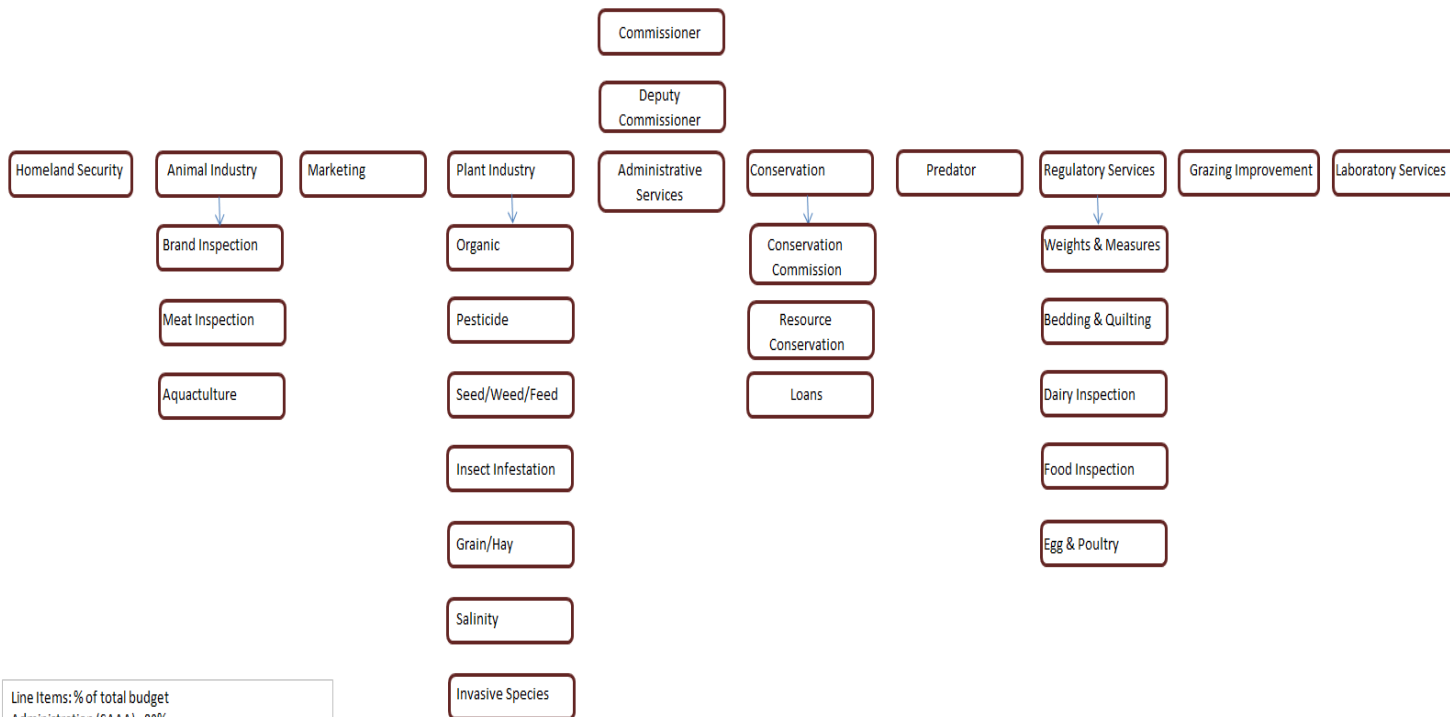 Commissioner
Deputy
Commissioner
Homeland Security
Animal Industry
Marketing
Plant Industry
Administrative
Services
Conservation
Predator
Regulatory Services
Grazing Improvement
Laboratory Services
Brand Inspection
Meat Inspection
Aquactulture
Organic
Pesticide
Seed/Weed/Feed
Insect Infestation
Grain/Hay
Salinity
Invasive Species
Conservation
Commission
Resource
Conservation
Loans
Weights & Measures
Bedding & Quilting
Dairy Inspection
Food Inspection
Egg & Poultry
Line Items: % of total budget